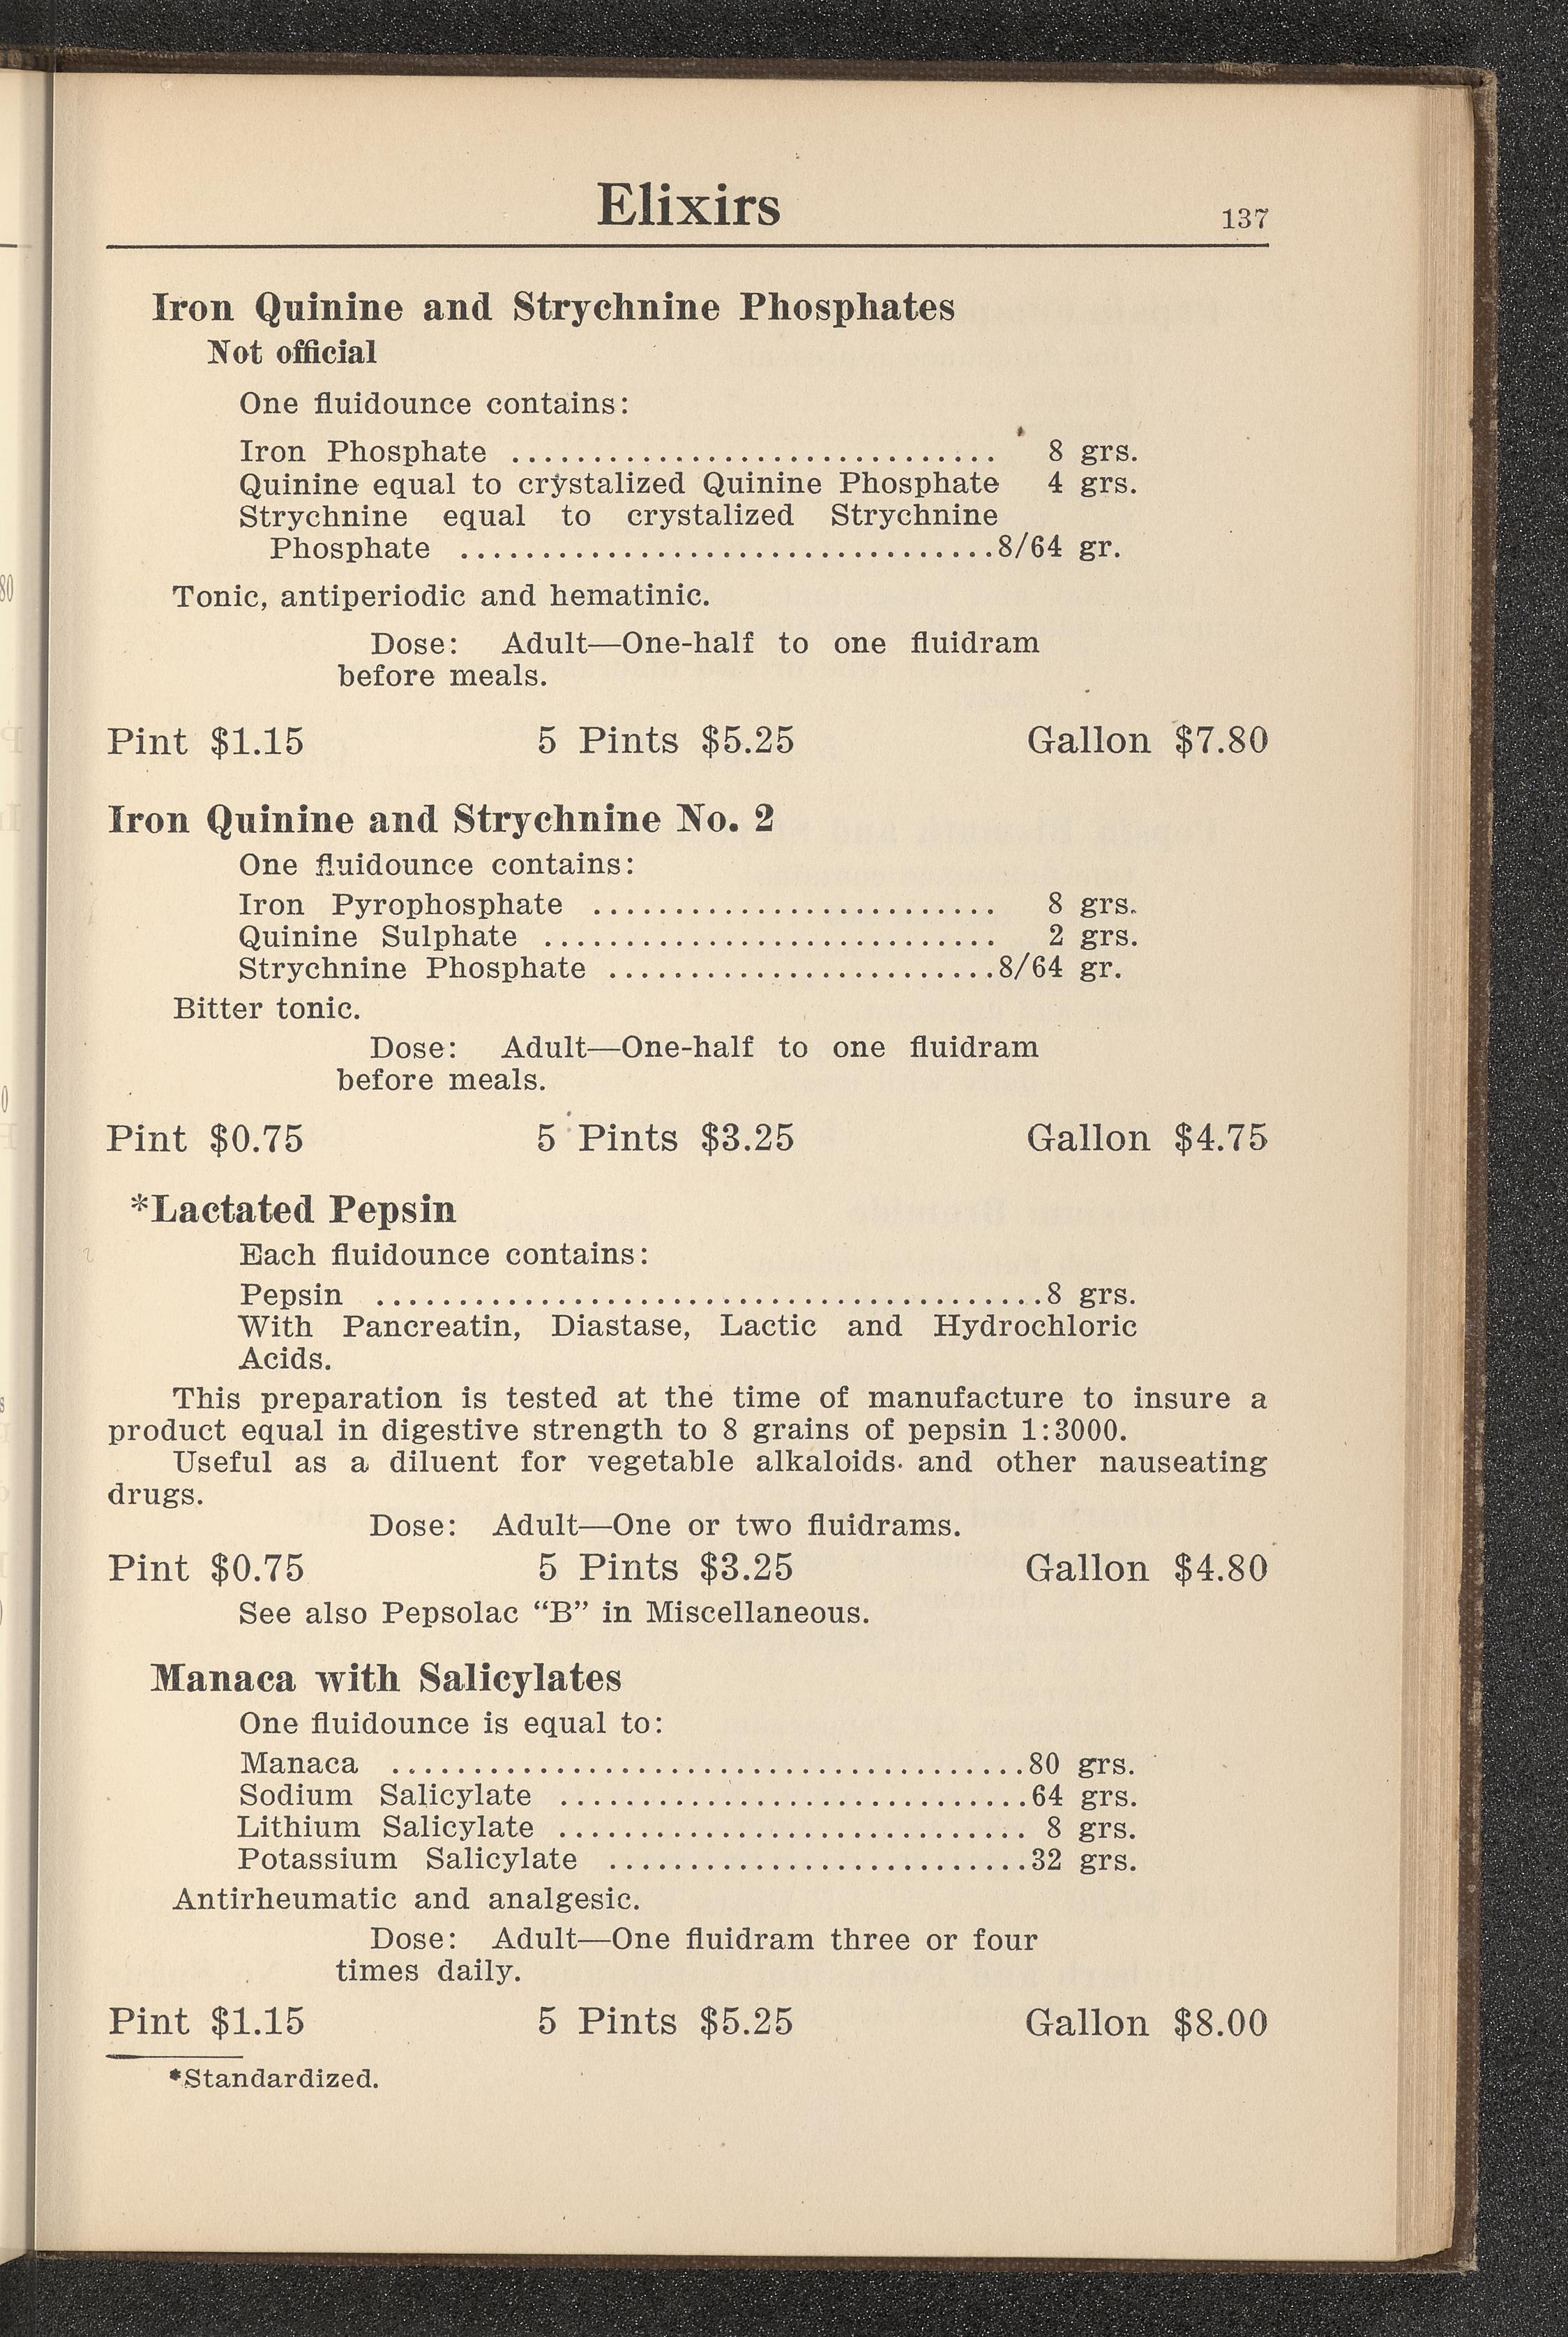 Elixirs 137
Iron Quinine and Strychnine Phosphates
Not official
One fluidounce contains:
Iron Phosphate .............................. 8 grs.
Quinine equal to crystalized Quinine Phosphate 4 grs.
Strychnine equal to crystalized Strychnine
Phosphate .................................8/64 gr.
Tonic, antiperiodic and hematinic.
Dose: Adult—One-half to one fluidram
before meals.
Pint $1.15 5 Pints $5.25 Gallon $7.80
Iron Quinine and Strychnine No. 2
One fluidounce contains:
Iron Pyrophosphate ......................... 8 grs.
Quinine Sulphate ............................ 2 grs.
Strychnine Phosphate ........................8/64 gr.
Bitter tonic.
Dose: Adult—One-half to one fluidram
before meals.
Pint $0.75 5 Pints $3.25 Gallon $4.75
*Lactated Pepsin
Each fluidounce contains:
Pepsin .........................................8 grs.
With Pancreatin, Diastase, Lactic and Hydrochloric
Acids.
This preparation is tested at the time of manufacture to insure a
product equal in digestive strength to 8 grains of pepsin 1:3000.
Useful as a diluent for vegetable alkaloids and other nauseating
drugs.
Dose: Adult—One or two fluidrams.
Pint $0.75 5 Pints $3.25 Gallon $4.80
See also Pepsolac “B” in Miscellaneous.
Manaca with Salicylates
One fluidounce is equal to:
Manaca .......................................80 grs.
Sodium Salicylate .............................64 grs.
Lithium Salicylate ............................. 8 grs.
Potassium Salicylate ..........................32 grs.
Antirheumatic and analgesic.
Dose: Adult—One fluidram three or four
times daily.
Pint $1.15 5 Pints $5.25 Gallon $8.00
*Standardized.